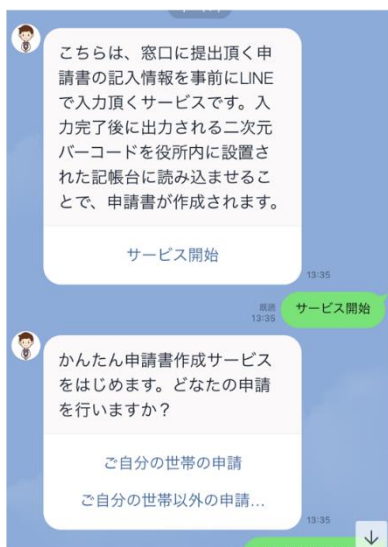 こちらは、窓口に提出頂く申
請書の記入情報を事前にLINE
で入力頂くサービスです。入
力完了後に出力される二次元
バーコードを役所内に設置さ
れた記帳台に読み込ませるこ
とで、申請書が作成されます。
サービス開始
13:35
既読
13:35
サービス開始
かんたん申請書作成サービス
をはじめます。どなたの申請
を行いますか？
ご自分の世帯の申請
ご自分の世帯以外の申請...
13:35